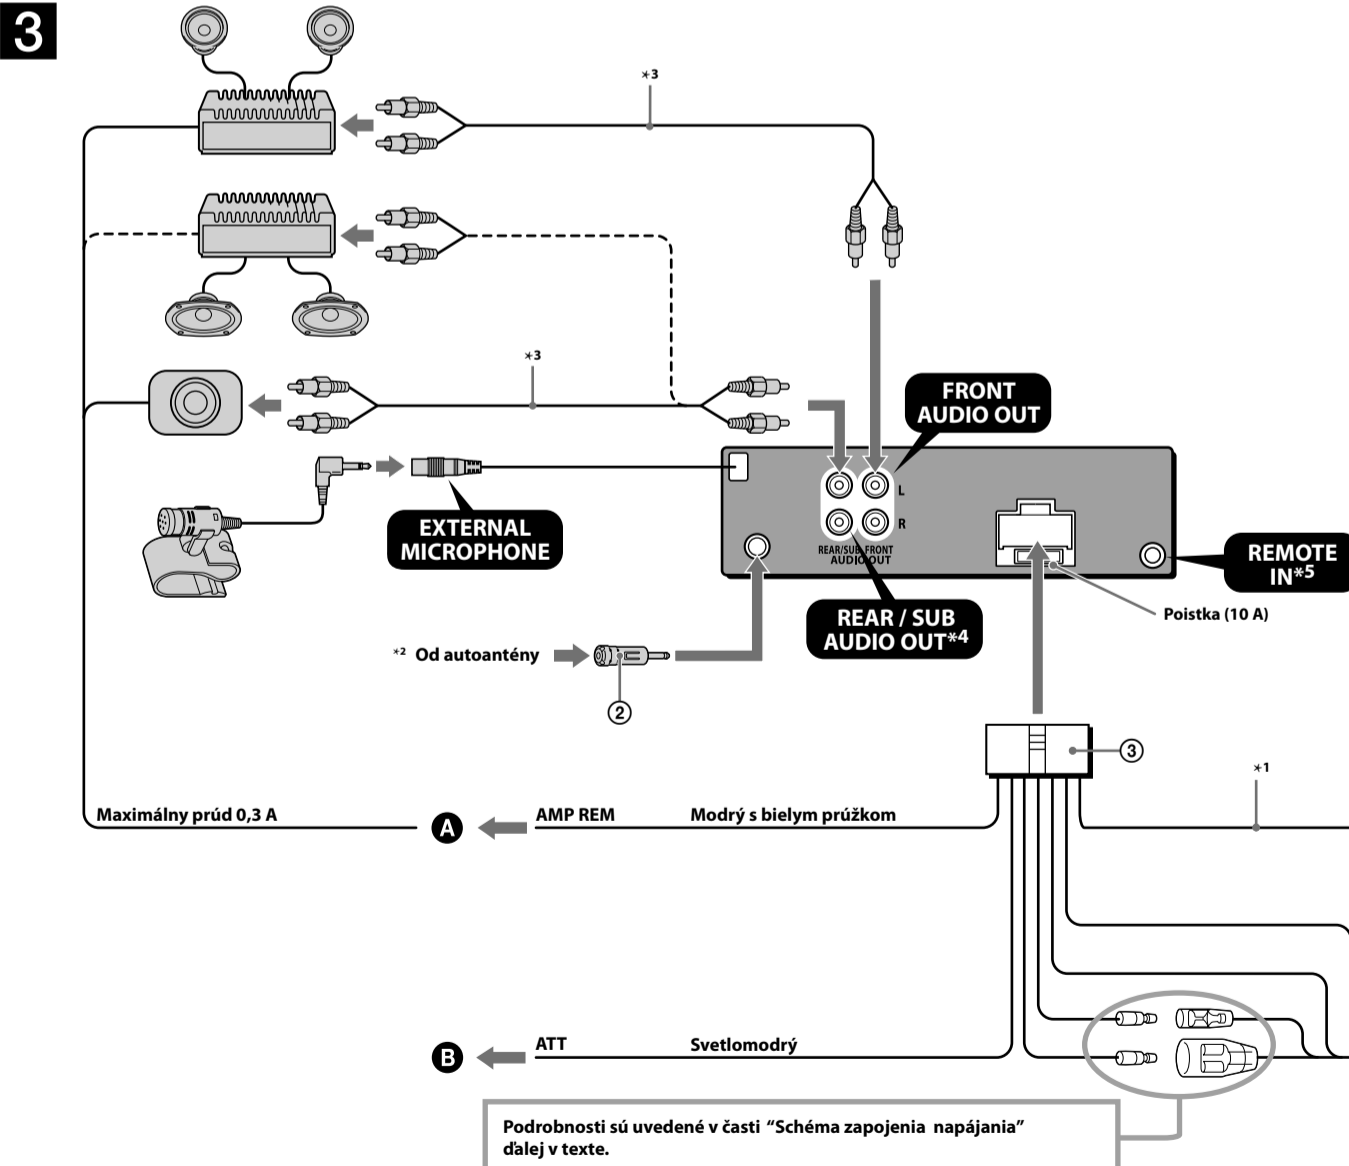 3
*3
*3
FRONT
AUDIO OUT
L
R
REAR/SUB FRONT
AUDIO OUT
EXTERNAL
MICROPHONE
REMOTE
IN*5
REAR / SUB
AUDIO OUT*4
Poistka (10 A)
*2 Od autoantény
2
3
*1
Maximálny prúd 0,3 A
A
AMP REM
Modrý s bielym prúžkom
B
ATT
Svetlomodrý
Podrobnosti sú uvedené v časti “Schéma zapojenia napájania”
ďalej v texte.